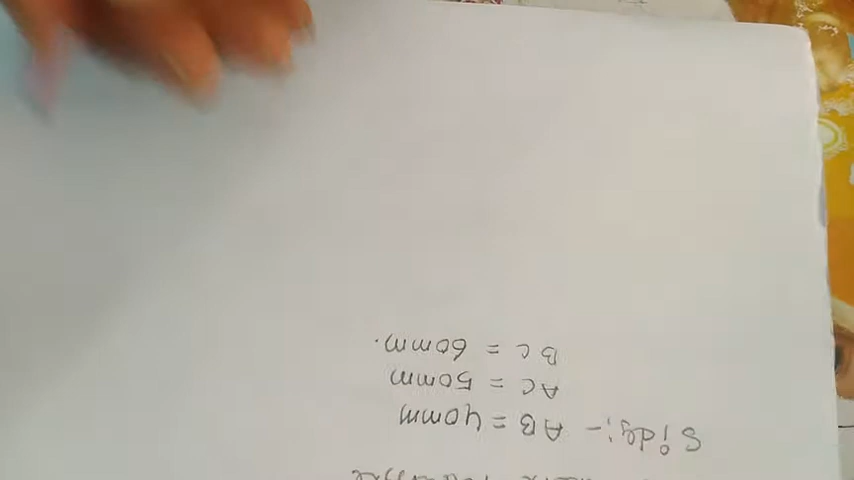 Sides:- AB = 40mm
AC = 50mm
BC = 60mm.